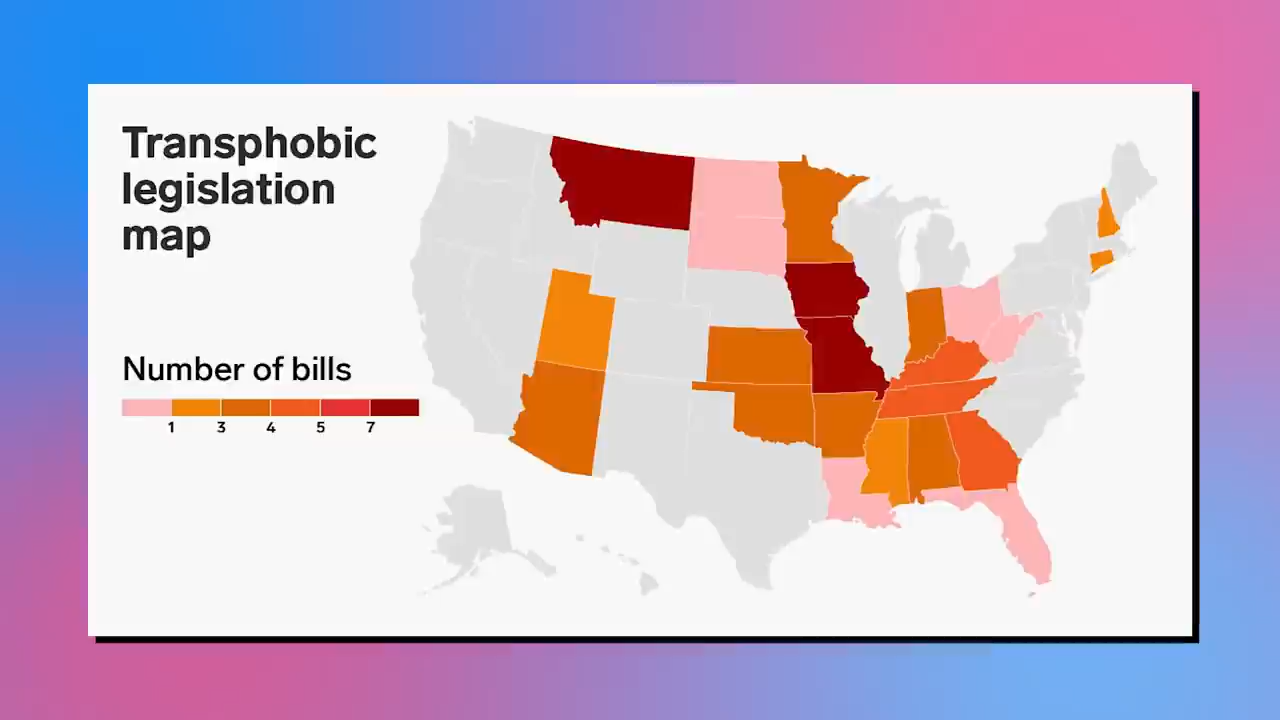 Transphobic
legislation
map
Number of bills
1 3 4 5 7